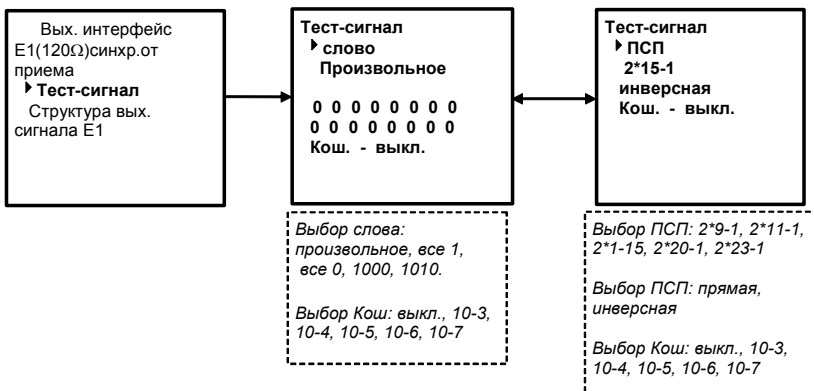 Вых. интерфейс
E1(120Ω)синхр.от
приема
Тест-сигнал
Структура вых.
сигнала E1
Тест-сигнал
слово
Произвольное
0 0 0 0 0 0 0 0
0 0 0 0 0 0 0 0
Кош. - выкл.
Выбор слова:
произвольное, все 1,
все 0, 1000, 1010.
Выбор Кош: выкл., 10-3,
10-4, 10-5, 10-6, 10-7
Тест-сигнал
ПСП
2*15-1
инверсная
Кош. - выкл.
Выбор ПСП: 2*9-1, 2*11-1,
2*1-15, 2*20-1, 2*23-1
Выбор ПСП: прямая,
инверсная
Выбор Кош: выкл., 10-3,
10-4, 10-5, 10-6, 10-7